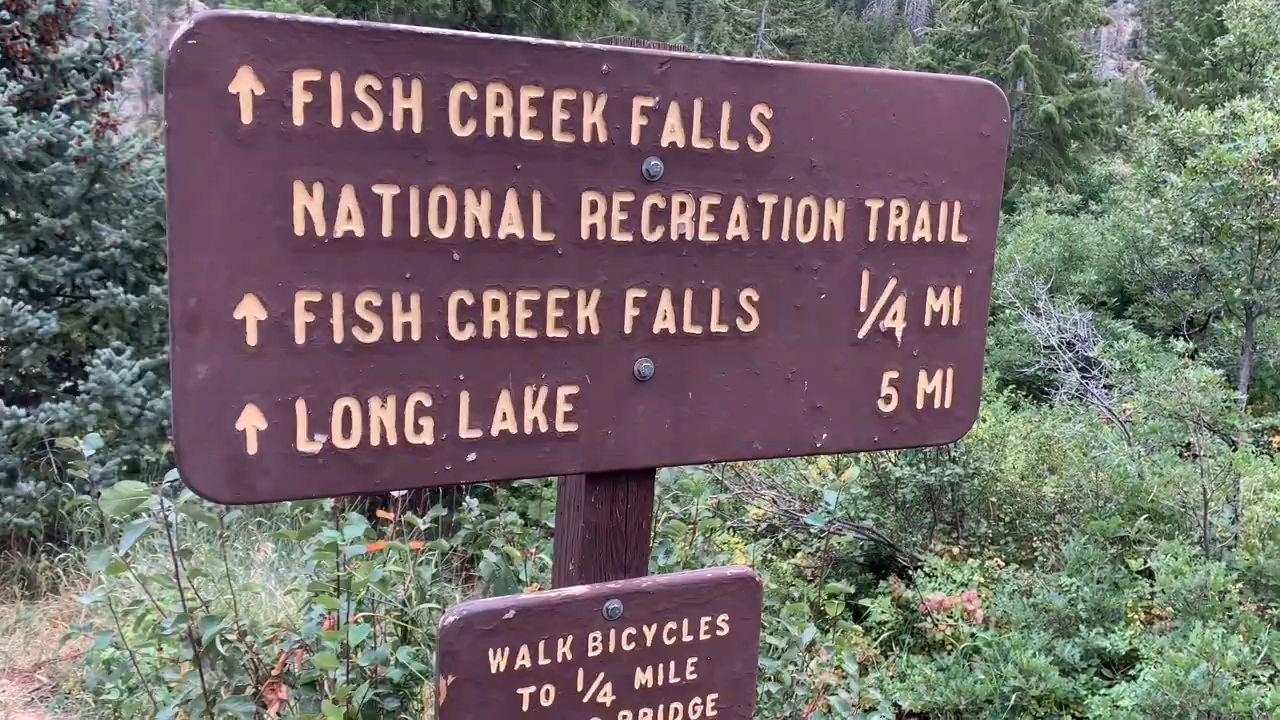 ↑ FISH CREEK FALLS
NATIONAL RECREATION TRAIL
↑ FISH CREEK FALLS 1/4 MI
↑ LONG LAKE 5 MI
WALK BICYCLES
TO 1/4 MILE
BRIDGE